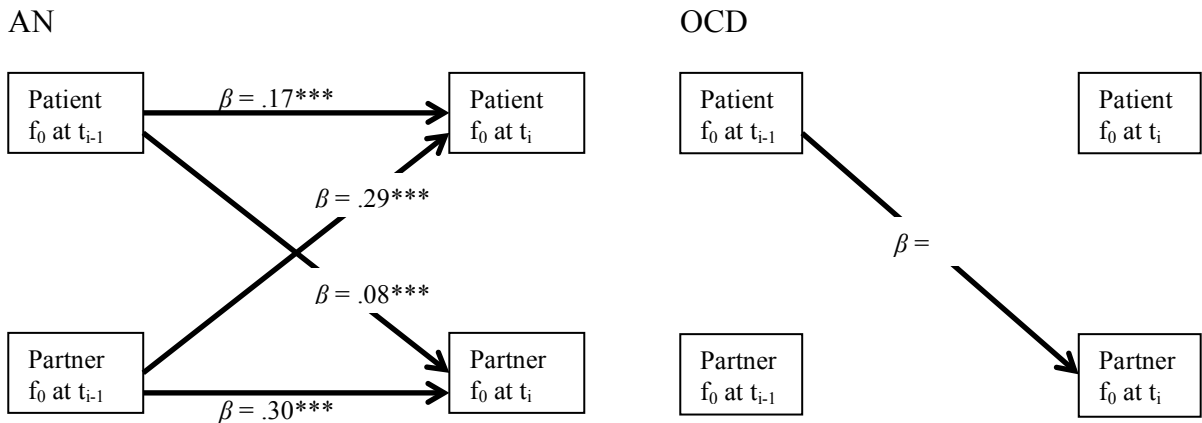 AN
OCD
Patient
f₀ at tᵢ₋₁
β = .17***
Patient
f₀ at tᵢ
Patient
f₀ at tᵢ₋₁
Patient
f₀ at tᵢ
β = .29***
β =
β = .08***
Partner
f₀ at tᵢ₋₁
Partner
f₀ at tᵢ
Partner
f₀ at tᵢ₋₁
Partner
f₀ at tᵢ
β = .30***